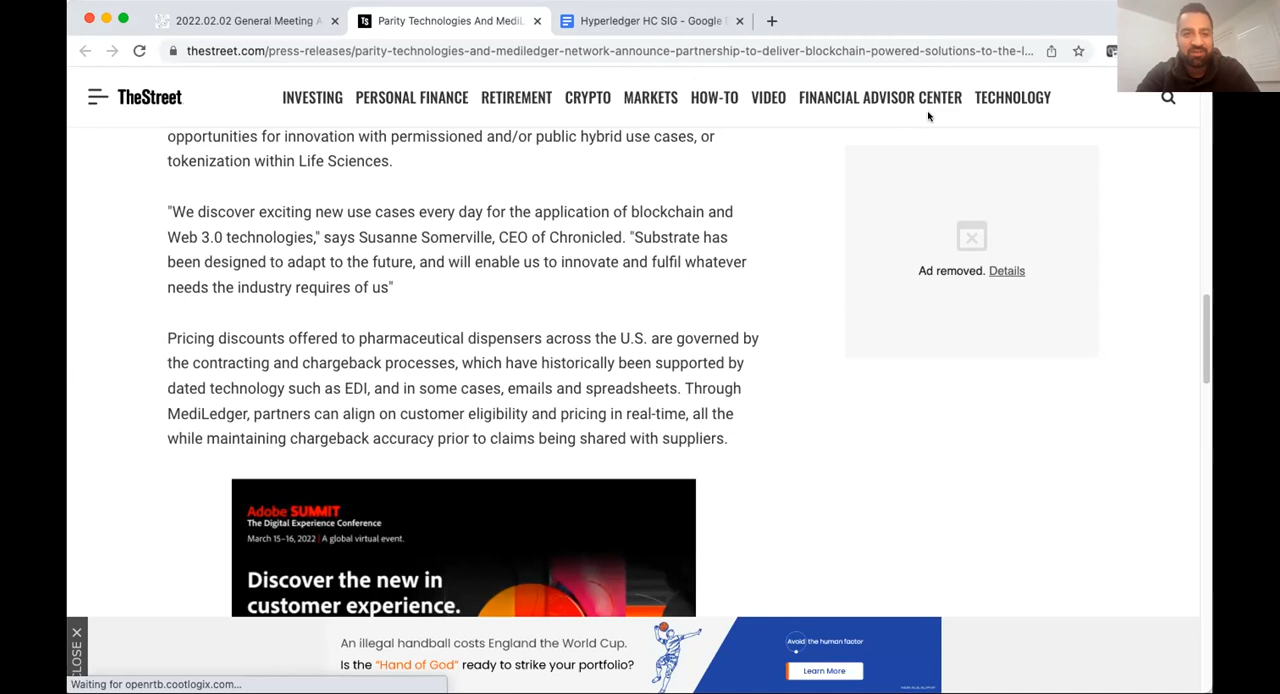 2022.02.02 General Meeting A
Parity Technologies And MediL
Hyperledger HC SIG - Google
thestreet.com/press-releases/parity-technologies-and-mediledger-network-announce-partnership-to-deliver-blockchain-powered-solutions-to-the-l...
TheStreet
INVESTING PERSONAL FINANCE RETIREMENT CRYPTO MARKETS HOW-TO VIDEO FINANCIAL ADVISOR CENTER TECHNOLOGY
opportunities for innovation with permissioned and/or public hybrid use cases, or
tokenization within Life Sciences.
"We discover exciting new use cases every day for the application of blockchain and
Web 3.0 technologies," says Susanne Somerville, CEO of Chronicled. "Substrate has
been designed to adapt to the future, and will enable us to innovate and fulfil whatever
needs the industry requires of us"
Pricing discounts offered to pharmaceutical dispensers across the U.S. are governed by
the contracting and chargeback processes, which have historically been supported by
dated technology such as EDI, and in some cases, emails and spreadsheets. Through
MediLedger, partners can align on customer eligibility and pricing in real-time, all the
while maintaining chargeback accuracy prior to claims being shared with suppliers.
Ad removed. Details
Adobe SUMMIT
The Digital Experience Conference
March 15–16, 2022 | A global virtual event.
Discover the new in
customer experience.
CLOSE
An illegal handball costs England the World Cup.
Is the "Hand of God" ready to strike your portfolio?
Avoid the human factor
Learn More
Waiting for openrtb.cootlogix.com...